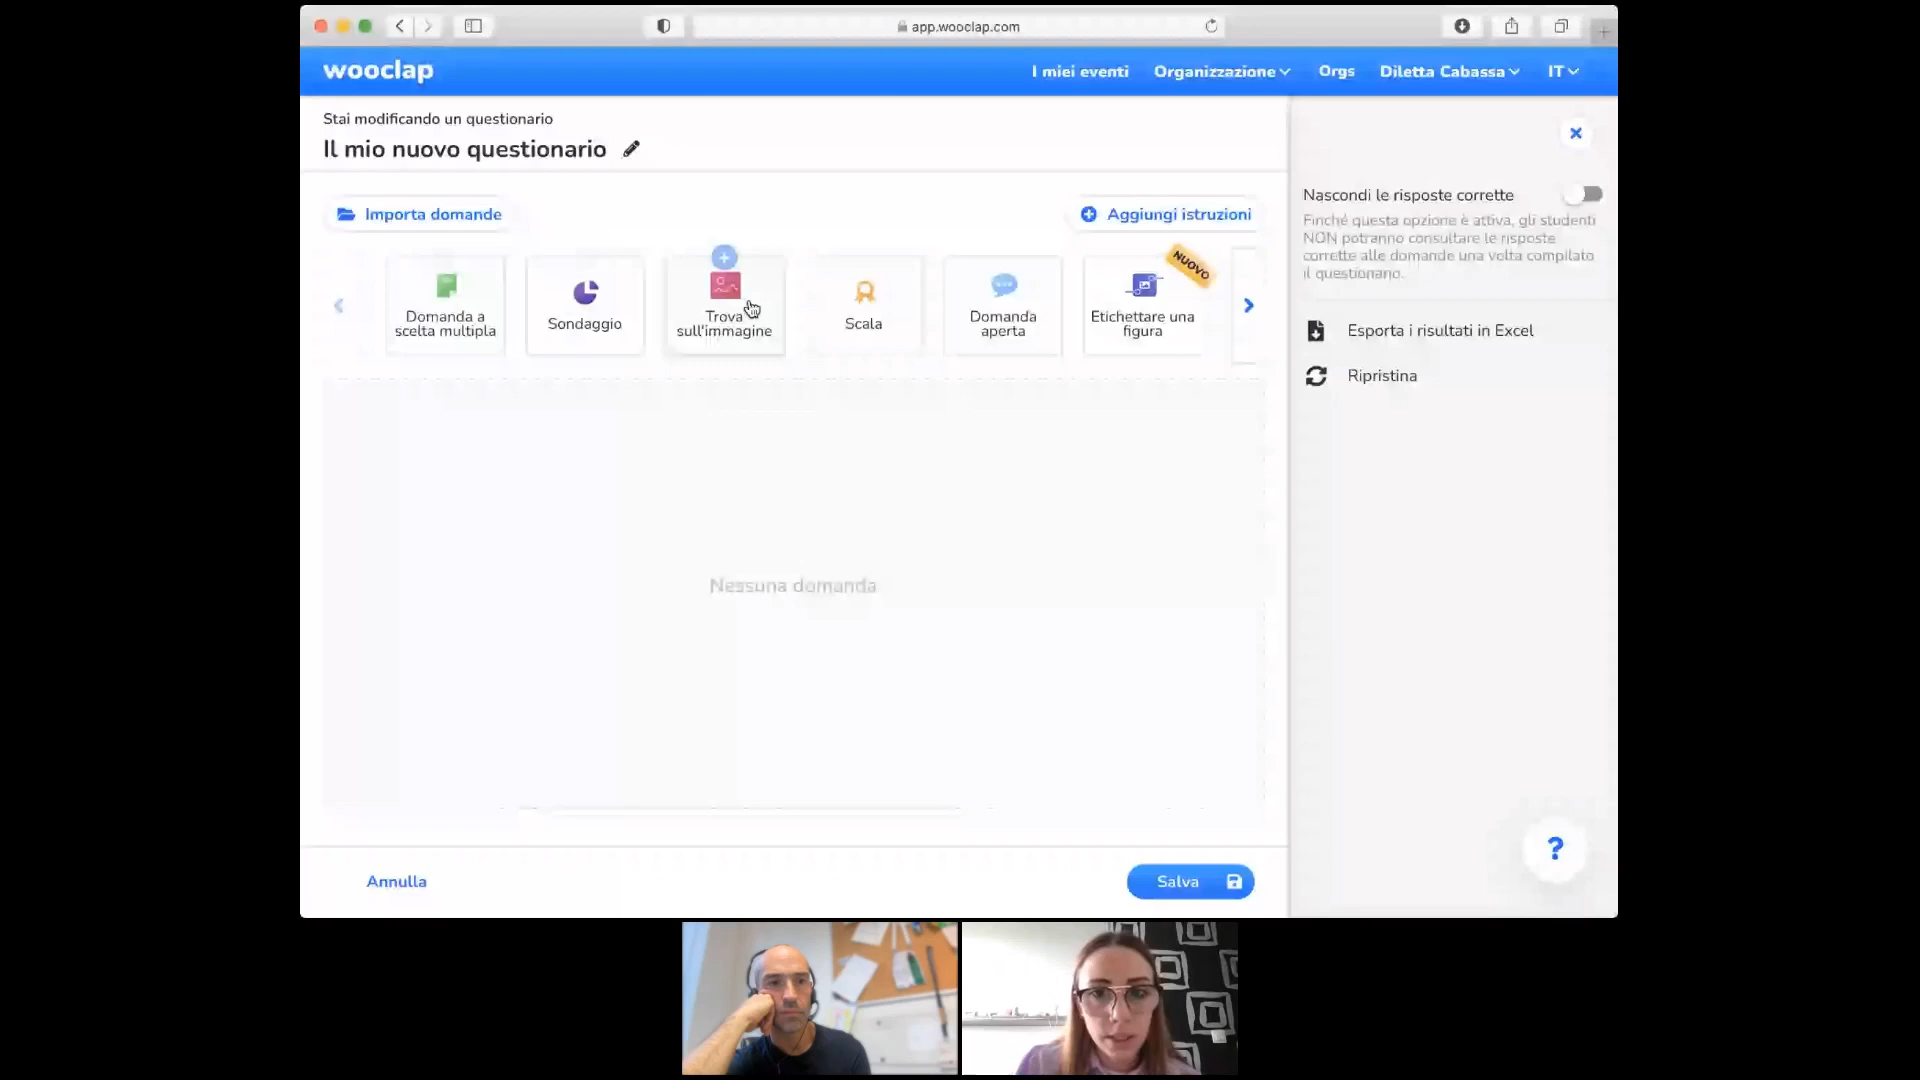 app.wooclap.com
wooclap
I miei eventi
Organizzazione
Orgs
Diletta Cabassa
IT
Stai modificando un questionario
Il mio nuovo questionario
Importa domande
Aggiungi istruzioni
Domanda a
scelta multipla
Sondaggio
Trova
sull'immagine
Scala
Domanda
aperta
NUOVO
Etichettare una
figura
Nessuna domanda
Annulla
Salva
Nascondi le risposte corrette
Finché questa opzione è attiva, gli studenti
NON potranno consultare le risposte
corrette alle domande una volta compilato
il questionario.
Esporta i risultati in Excel
Ripristina
?